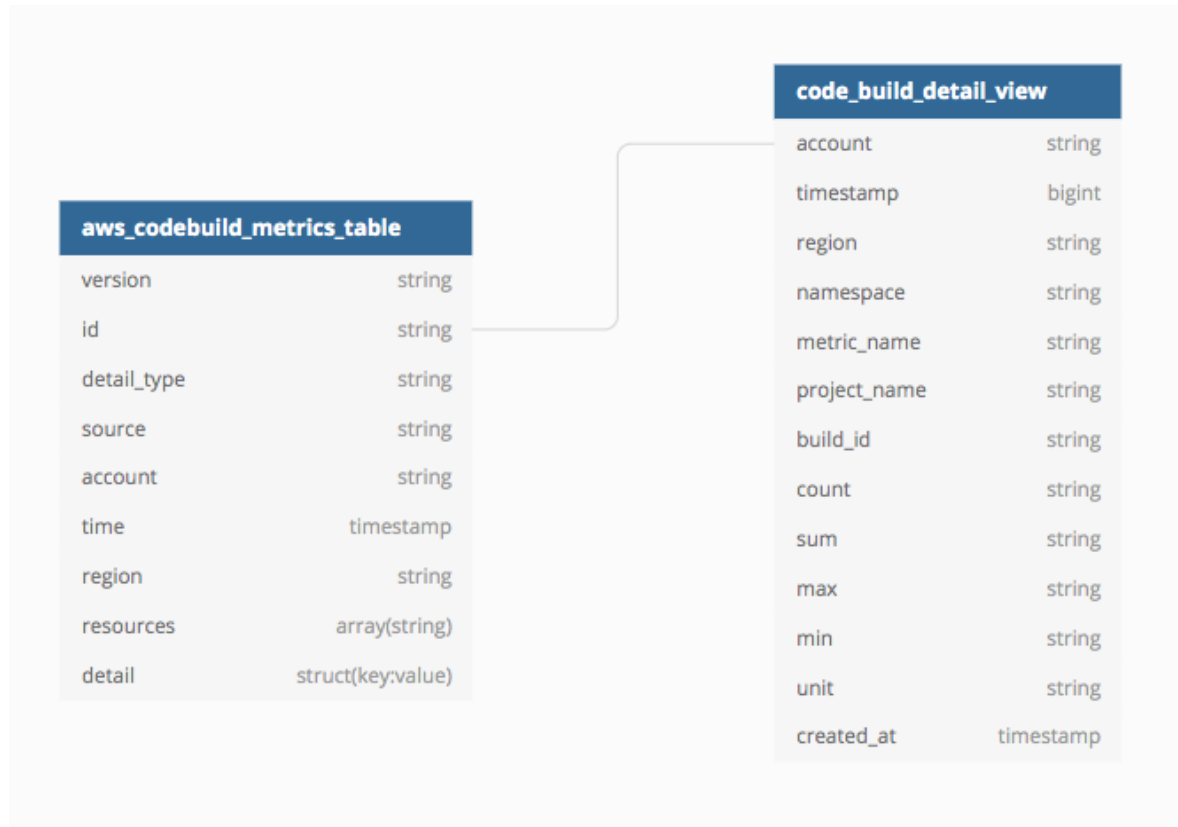 aws_codebuild_metrics_table
version string
id string
detail_type string
source string
account string
time timestamp
region string
resources array(string)
detail struct(key:value)
code_build_detail_view
account string
timestamp bigint
region string
namespace string
metric_name string
project_name string
build_id string
count string
sum string
max string
min string
unit string
created_at timestamp